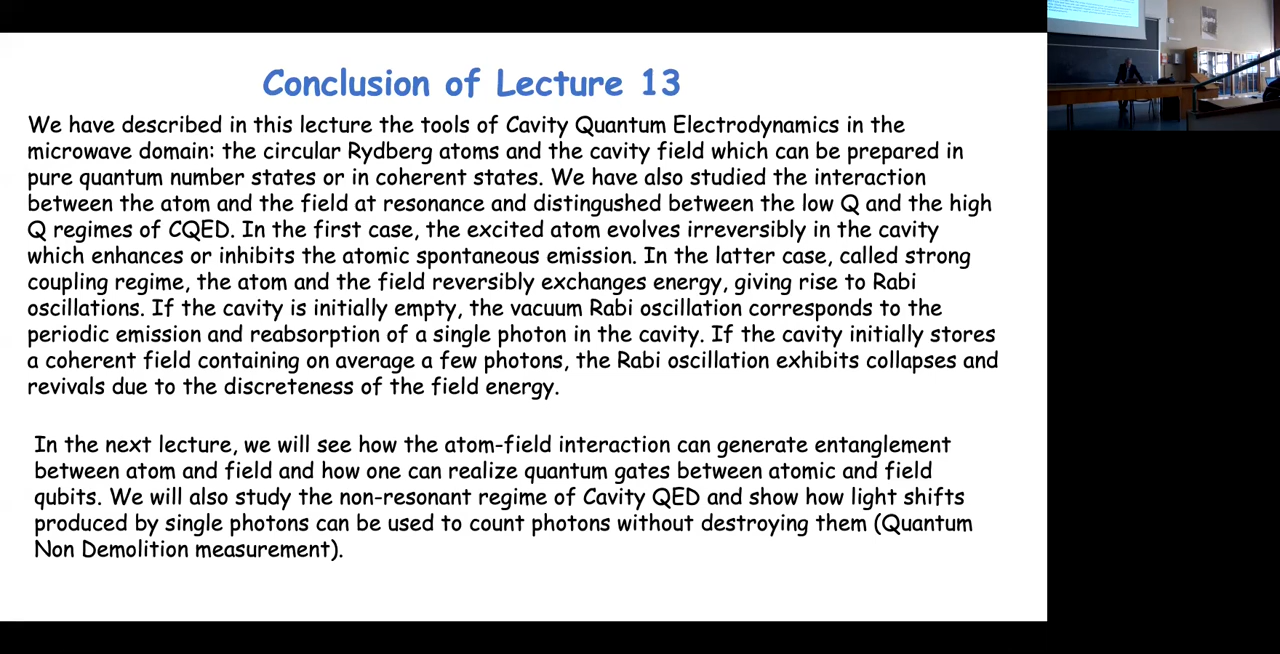 Conclusion of Lecture 13
We have described in this lecture the tools of Cavity Quantum Electrodynamics in the
microwave domain: the circular Rydberg atoms and the cavity field which can be prepared in
pure quantum number states or in coherent states. We have also studied the interaction
between the atom and the field at resonance and distingushed between the low Q and the high
Q regimes of CQED. In the first case, the excited atom evolves irreversibly in the cavity
which enhances or inhibits the atomic spontaneous emission. In the latter case, called strong
coupling regime, the atom and the field reversibly exchanges energy, giving rise to Rabi
oscillations. If the cavity is initially empty, the vacuum Rabi oscillation corresponds to the
periodic emission and reabsorption of a single photon in the cavity. If the cavity initially stores
a coherent field containing on average a few photons, the Rabi oscillation exhibits collapses and
revivals due to the discreteness of the field energy.
In the next lecture, we will see how the atom-field interaction can generate entanglement
between atom and field and how one can realize quantum gates between atomic and field
qubits. We will also study the non-resonant regime of Cavity QED and show how light shifts
produced by single photons can be used to count photons without destroying them (Quantum
Non Demolition measurement).